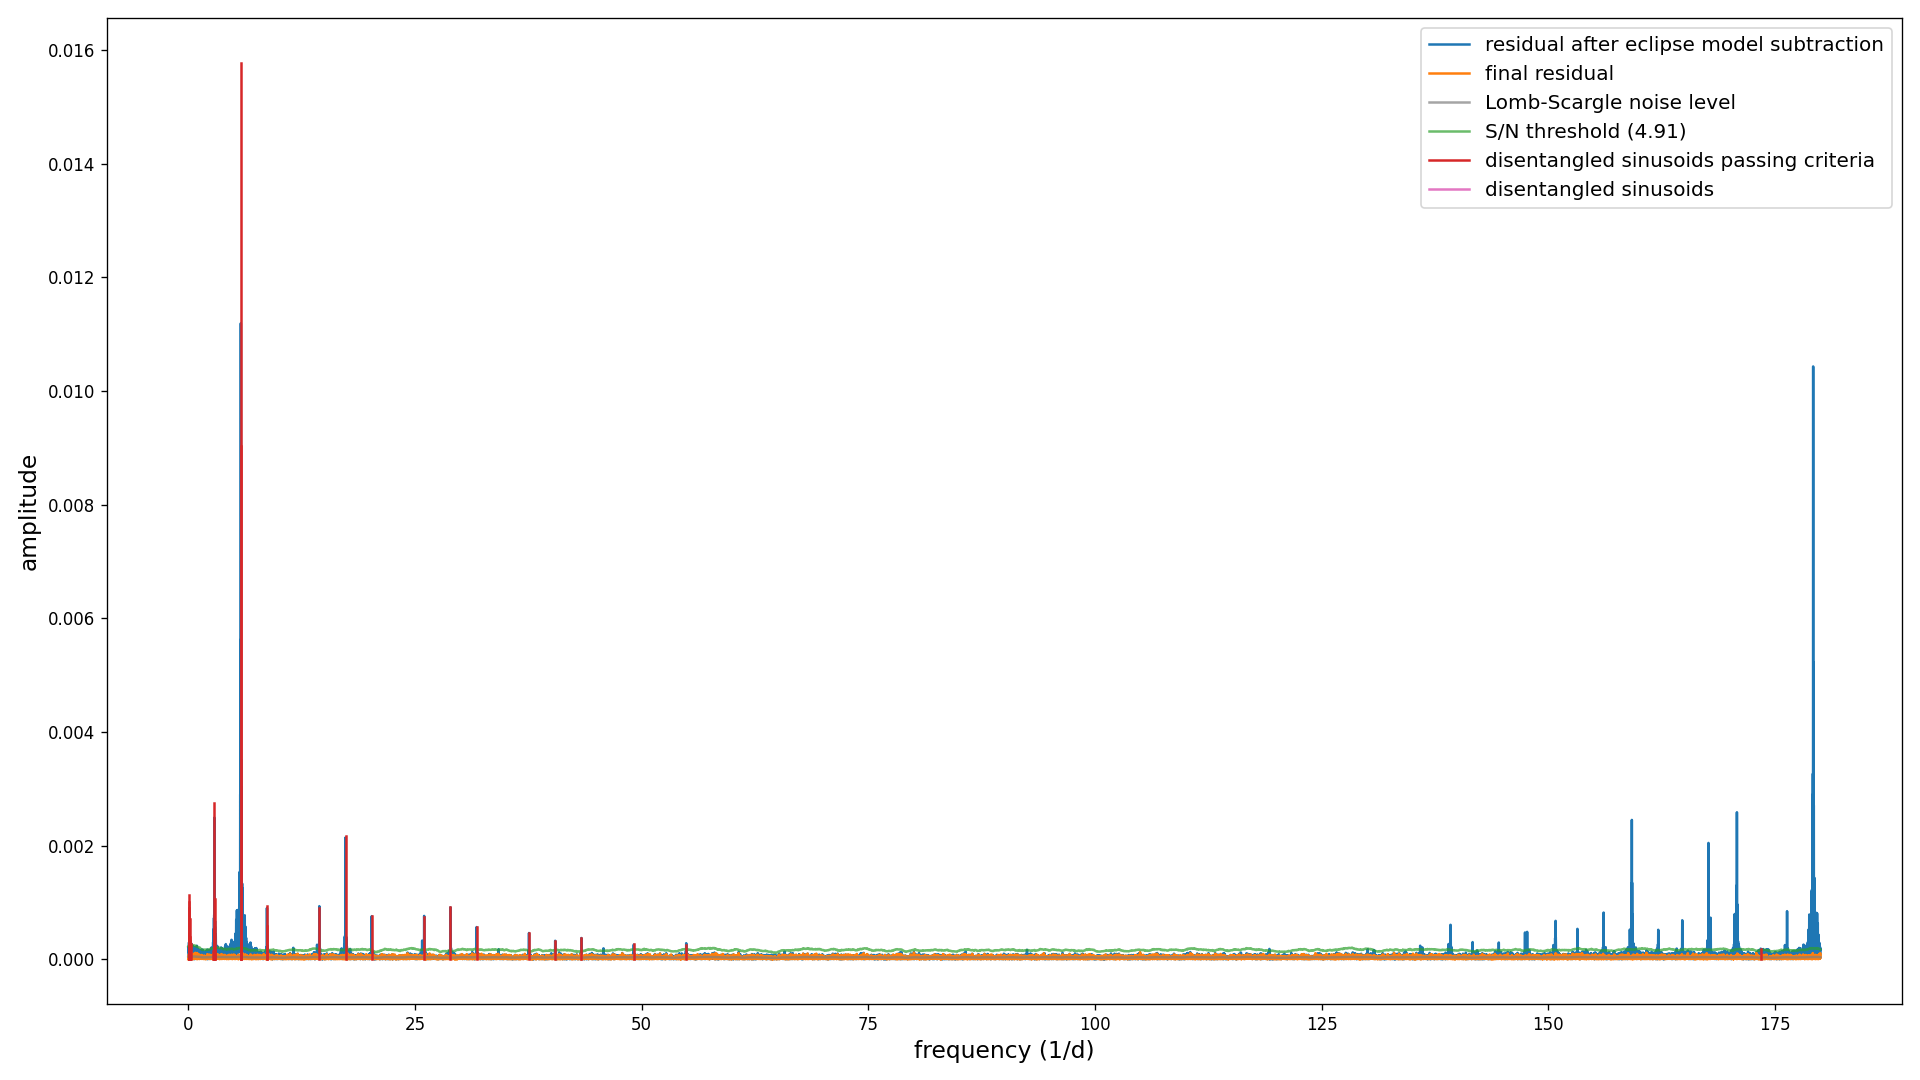 residual after eclipse model subtraction
final residual
Lomb-Scargle noise level
S/N threshold (4.91)
disentangled sinusoids passing criteria
disentangled sinusoids
0.016
0.014
0.012
0.010
0.008
0.006
0.004
0.002
0.000
amplitude
0 25 50 75 100 125 150 175
frequency (1/d)